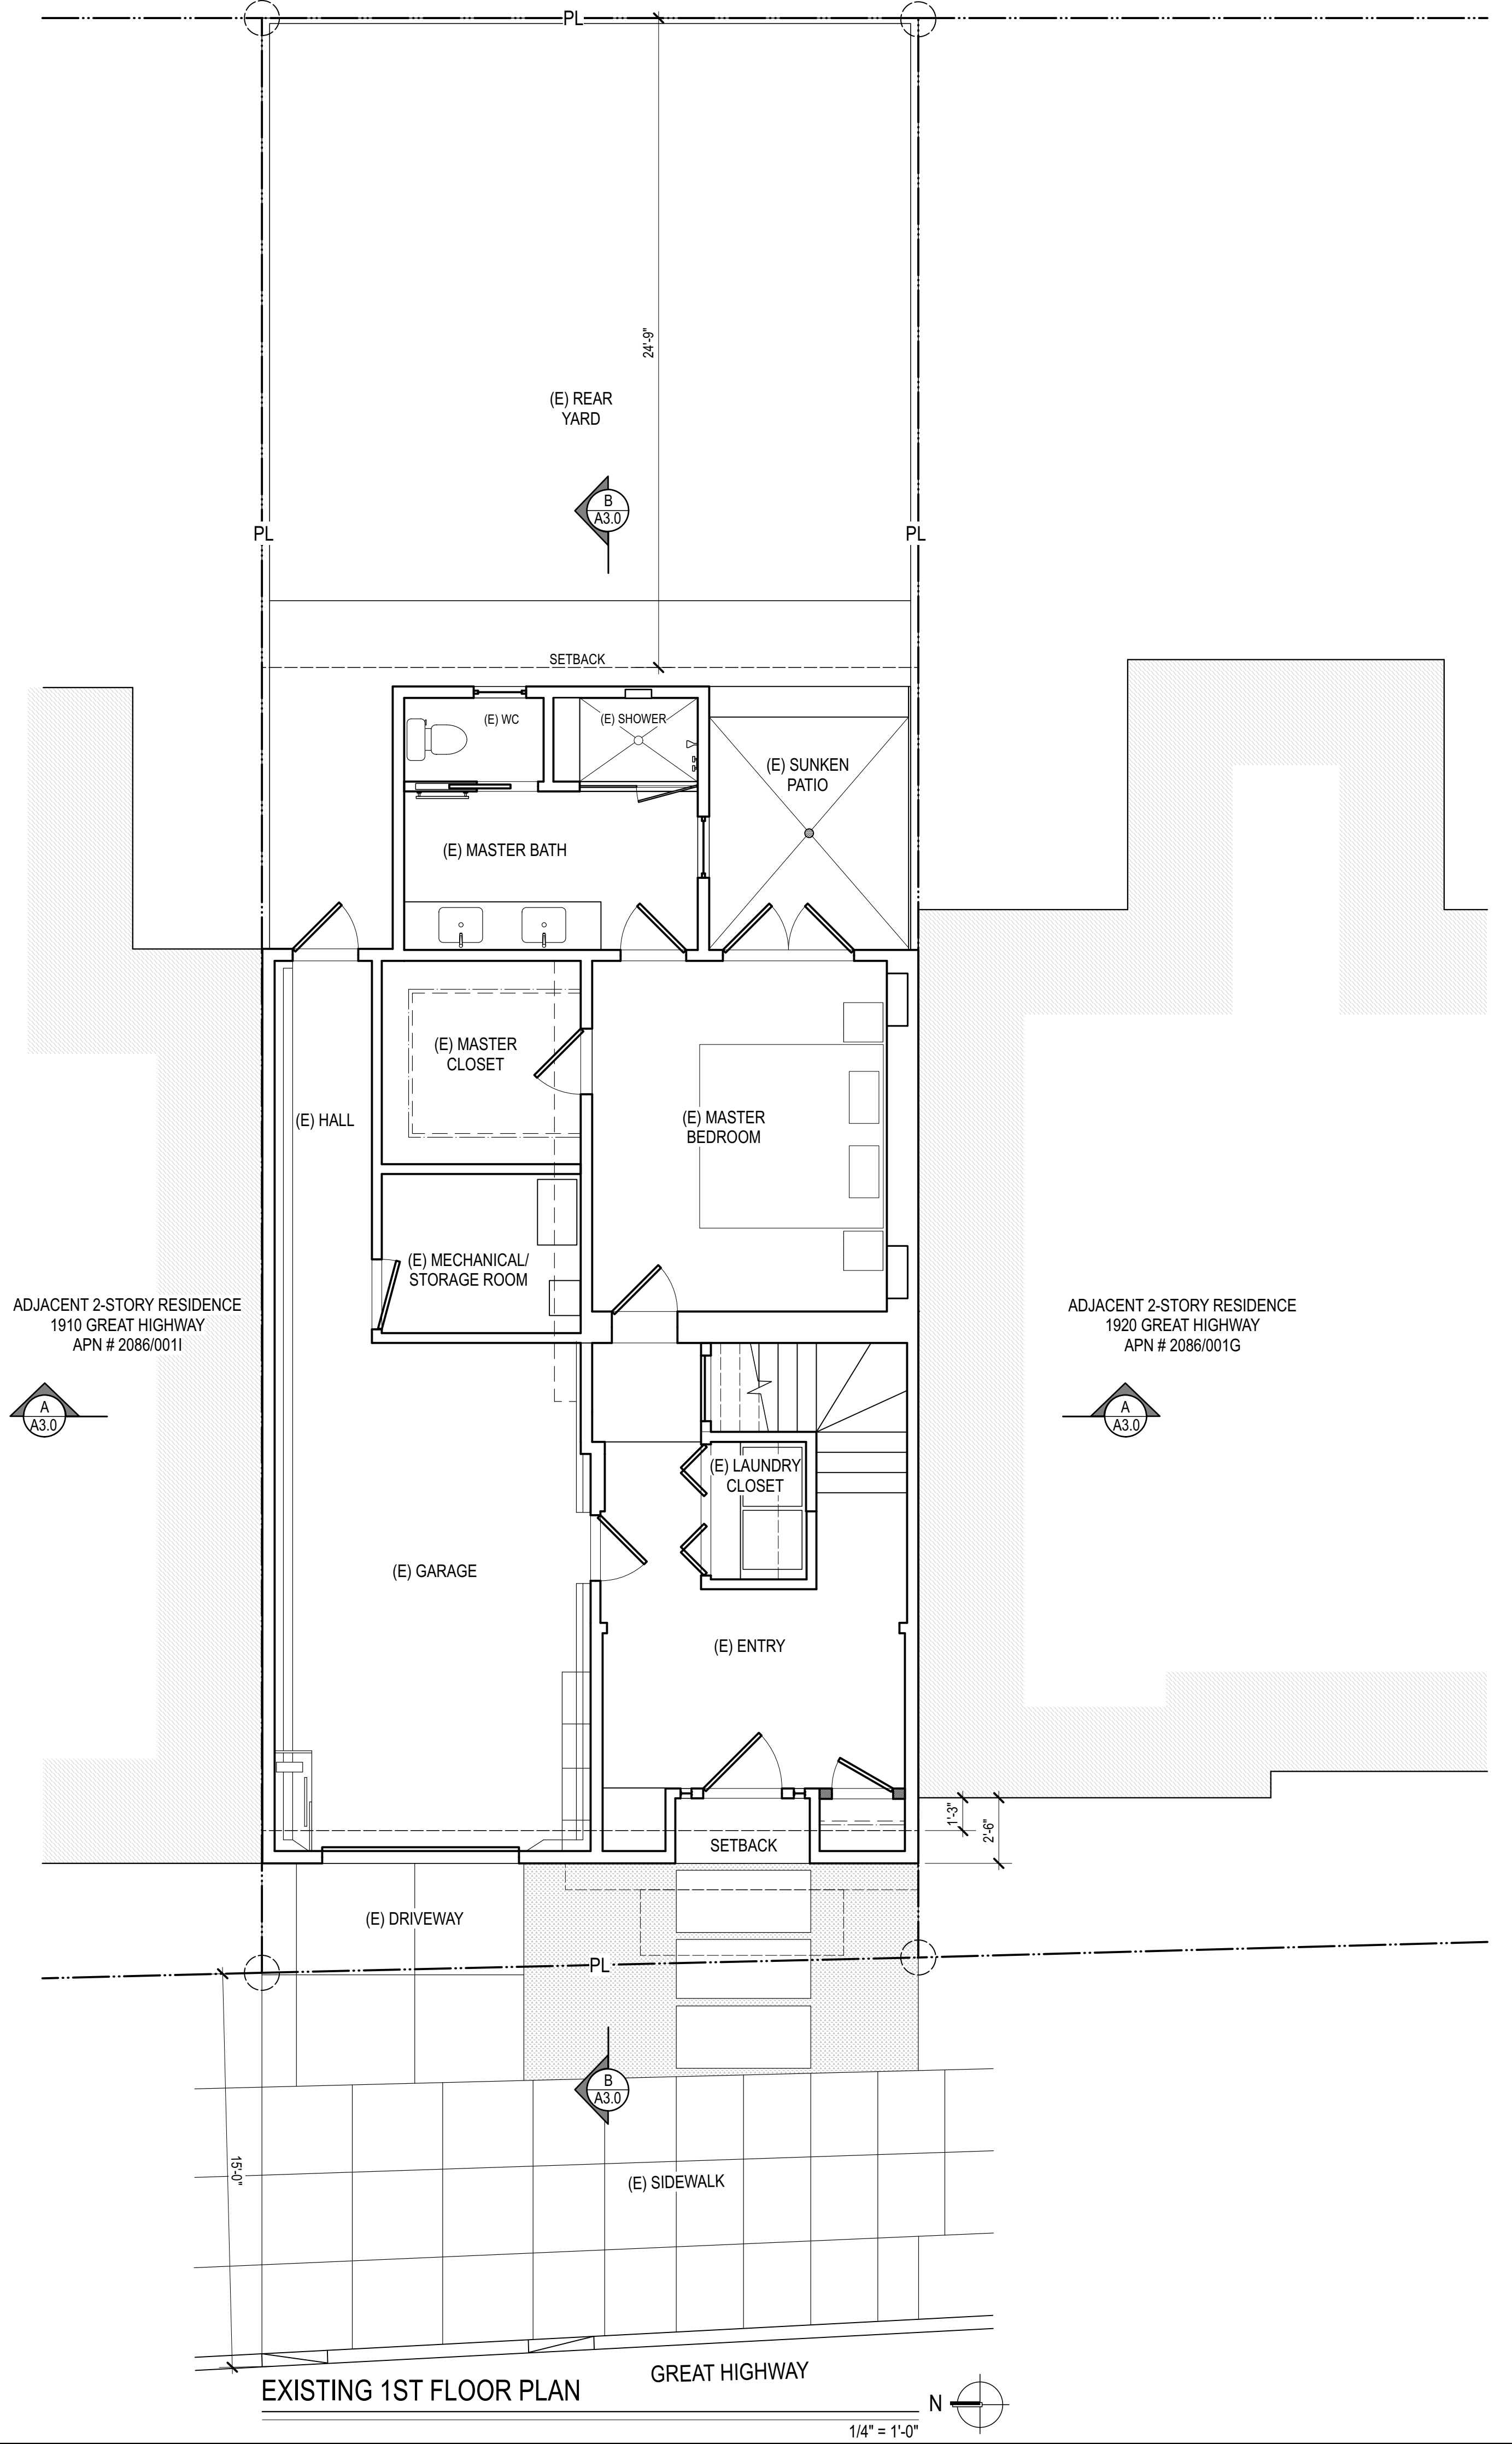 PL
24'-9"
(E) REAR
YARD
B
A3.0
PL
PL
SETBACK
(E) WC
(E) SHOWER
(E) SUNKEN
PATIO
(E) MASTER BATH
(E) MASTER
CLOSET
(E) HALL
(E) MASTER
BEDROOM
(E) MECHANICAL/
STORAGE ROOM
ADJACENT 2-STORY RESIDENCE
1910 GREAT HIGHWAY
APN # 2086/001I
ADJACENT 2-STORY RESIDENCE
1920 GREAT HIGHWAY
APN # 2086/001G
A
A3.0
A
A3.0
(E) LAUNDRY
CLOSET
(E) GARAGE
(E) ENTRY
1'-3"
2'-6"
SETBACK
(E) DRIVEWAY
PL
B
A3.0
15'-0"
(E) SIDEWALK
GREAT HIGHWAY
EXISTING 1ST FLOOR PLAN
N
1/4" = 1'-0"